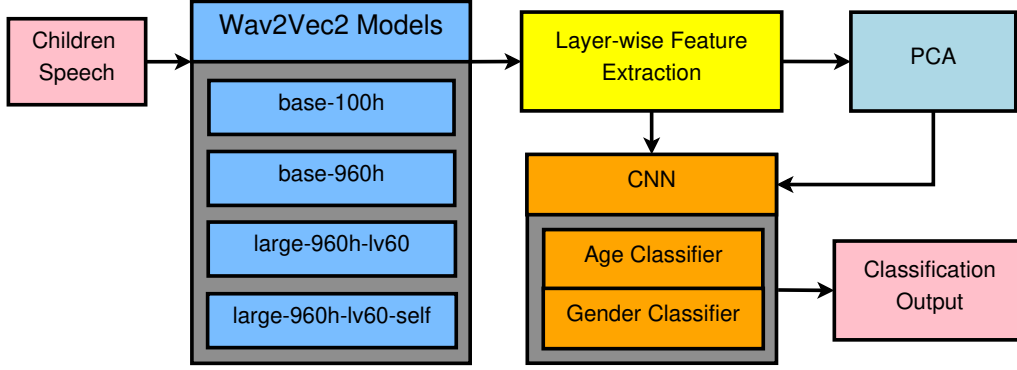 Children
Speech
Wav2Vec2 Models
base-100h
base-960h
large-960h-lv60
large-960h-lv60-self
Layer-wise Feature
Extraction
PCA
CNN
Age Classifier
Gender Classifier
Classification
Output